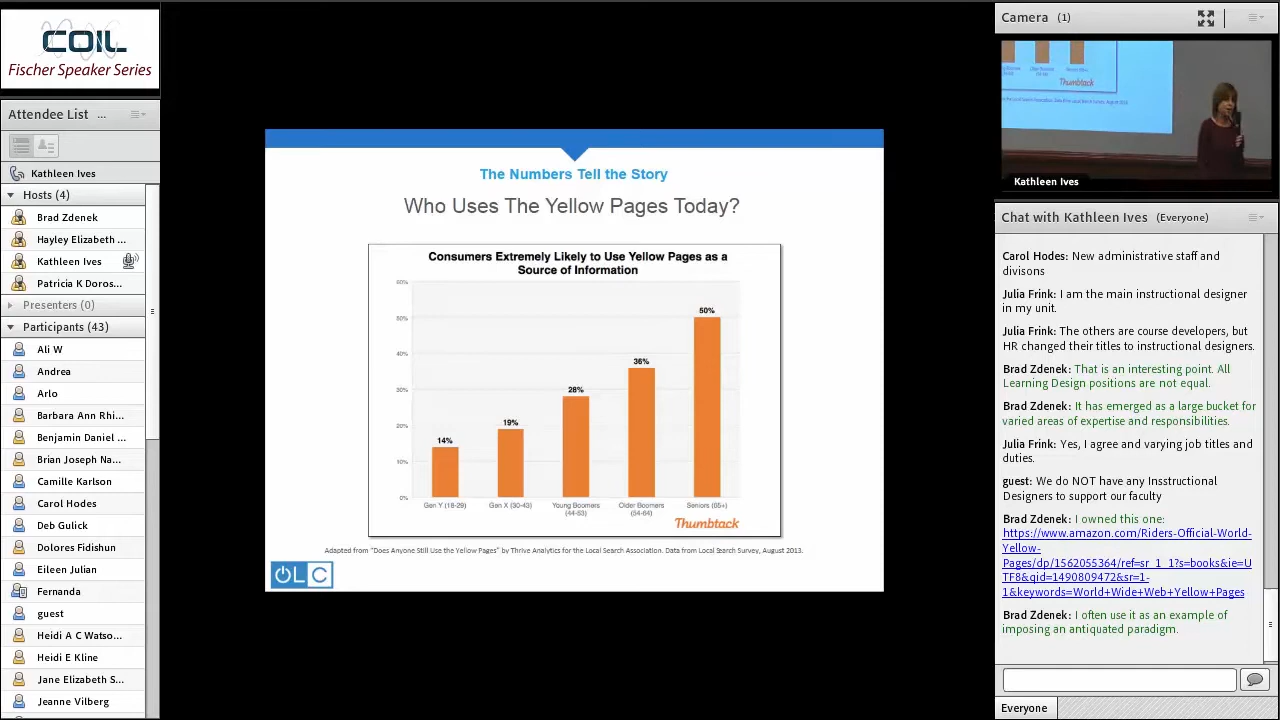 COIL
Fischer Speaker Series
Attendee List ...
Kathleen Ives
Hosts (4)
Brad Zdenek
Hayley Elizabeth ...
Kathleen Ives
Patricia K Doros...
Presenters (0)
Participants (43)
Ali W
Andrea
Arlo
Barbara Ann Rhi...
Benjamin Daniel ...
Brian Joseph Na...
Camille Karlson
Carol Hodes
Deb Gulick
Dolores Fidishun
Eileen Julian
Fernanda
guest
Heidi A C Watso...
Heidi E Kline
Jane Elizabeth S...
Jeanne Vilberg
The Numbers Tell the Story
Who Uses The Yellow Pages Today?
Consumers Extremely Likely to Use Yellow Pages as a
Source of Information
60%
50%
40%
30%
20%
10%
0%
14%
19%
28%
36%
50%
Gen Y (18-29)
Gen X (30-43)
Young Boomers
(44-53)
Older Boomers
(54-64)
Seniors (65+)
Thumbtack
Adapted from "Does Anyone Still Use the Yellow Pages" by Thrive Analytics for the Local Search Association. Data from Local Search Survey, August 2013.
OLC
Camera (1)
Thumbtack
Kathleen Ives
Chat with Kathleen Ives (Everyone)
Carol Hodes: New administrative staff and
divisons
Julia Frink: I am the main instructional designer
in my unit.
Julia Frink: The others are course developers, but
HR changed their titles to instructional designers.
Brad Zdenek: That is an interesting point. All
Learning Design positions are not equal.
Brad Zdenek: It has emerged as a large bucket for
varied areas of expertise and responsibilities.
Julia Frink: Yes, I agree and varying job titles and
duties.
guest: We do NOT have any Insstructional
Designers to support our faculty
Brad Zdenek: I owned this one:
https://www.amazon.com/Riders-Official-World-
Yellow-
Pages/dp/1562055364/ref=sr_1_1?s=books&ie=U
TF8&qid=1490809472&sr=1-
1&keywords=World+Wide+Web+Yellow+Pages
Brad Zdenek: I often use it as an example of
imposing an antiquated paradigm.
Everyone